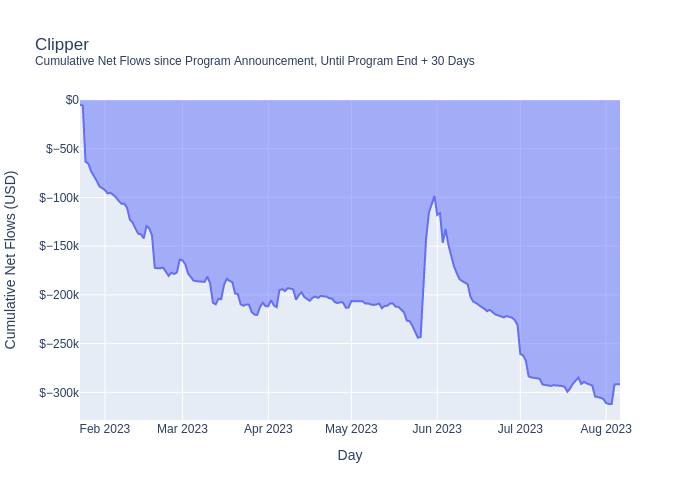 Clipper
Cumulative Net Flows since Program Announcement, Until Program End + 30 Days
$0
$−50k
$−100k
$−150k
$−200k
$−250k
$−300k
Cumulative Net Flows (USD)
Feb 2023 Mar 2023 Apr 2023 May 2023 Jun 2023 Jul 2023 Aug 2023
Day